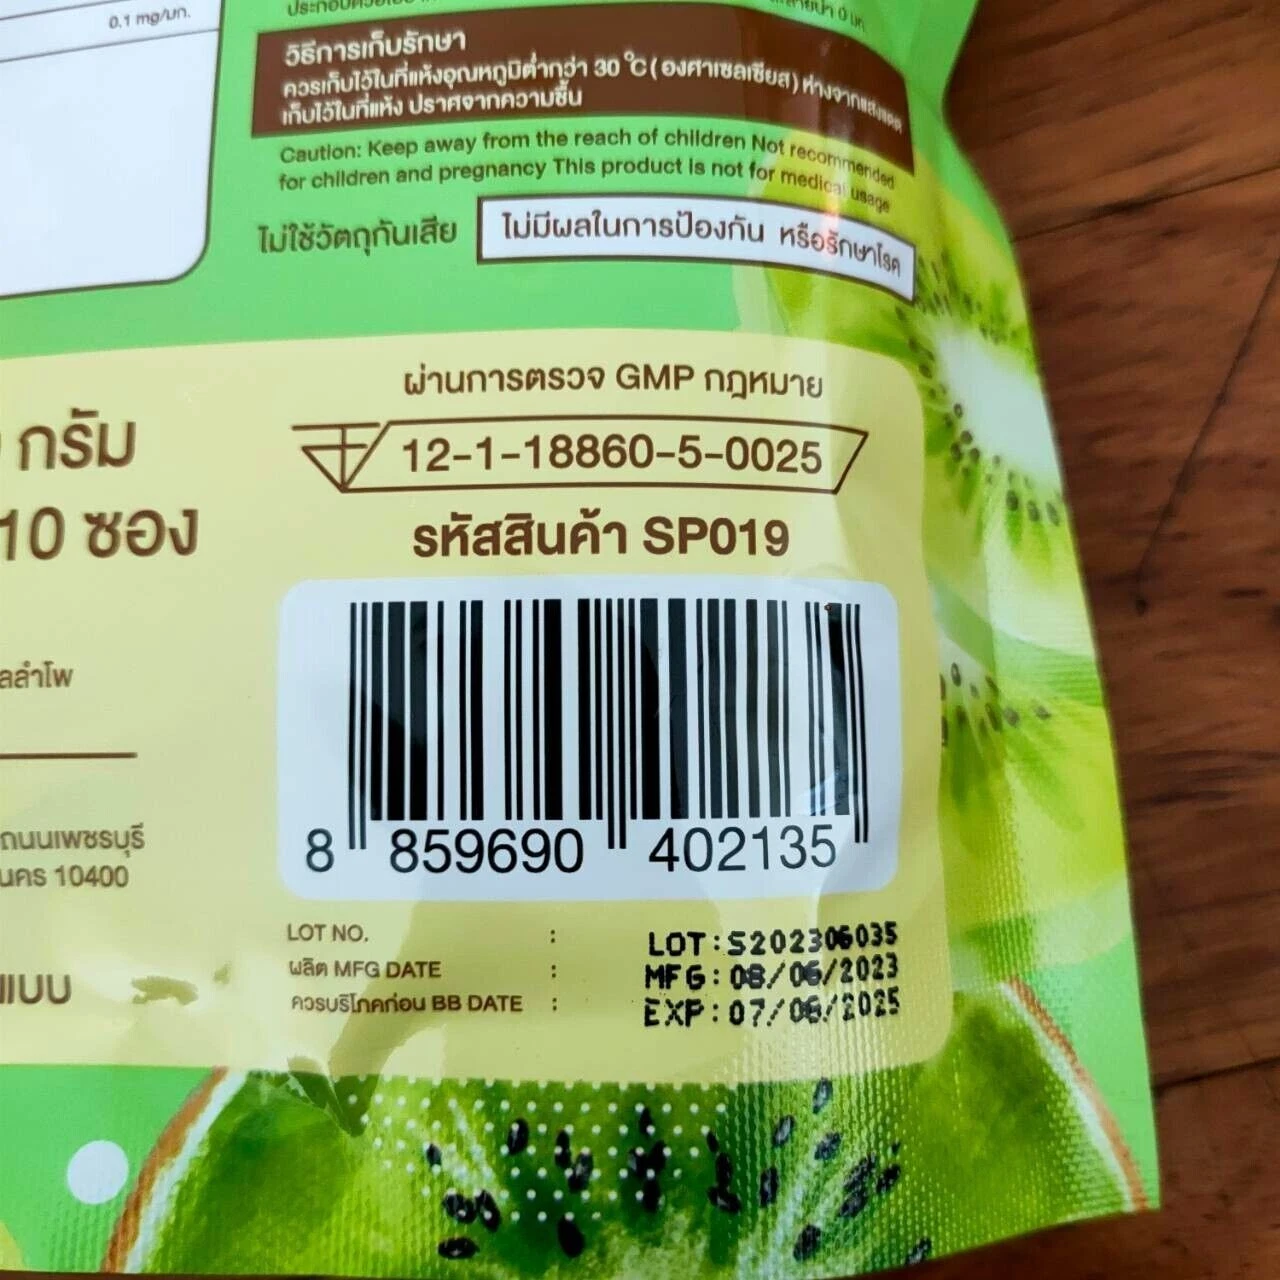 0.1 mg/มก.
วิธีการเก็บรักษา
ควรเก็บไว้ในที่แห้งอุณหภูมิต่ำกว่า 30 °C (องศาเซลเซียส) ห่างจากแสงแดด
เก็บไว้ในที่แห้ง ปราศจากความชื้น
Caution: Keep away from the reach of children Not recommended
for children and pregnancy This product is not for medical usage
ไม่ใช้วัตถุกันเสีย
ไม่มีผลในการป้องกัน หรือรักษาโรค
ผ่านการตรวจ GMP กฎหมาย
กรัม
12-1-18860-5-0025
10 ซอง
รหัสสินค้า SP019
ลลำโพ
ถนนเพชรบุรี
นคร 10400
8 859690 402135
LOT NO. : LOT:S202306035
ผลิต MFG DATE : MFG:08/06/2023
ควรบริโภคก่อน BB DATE : EXP:07/06/2025
แบบ